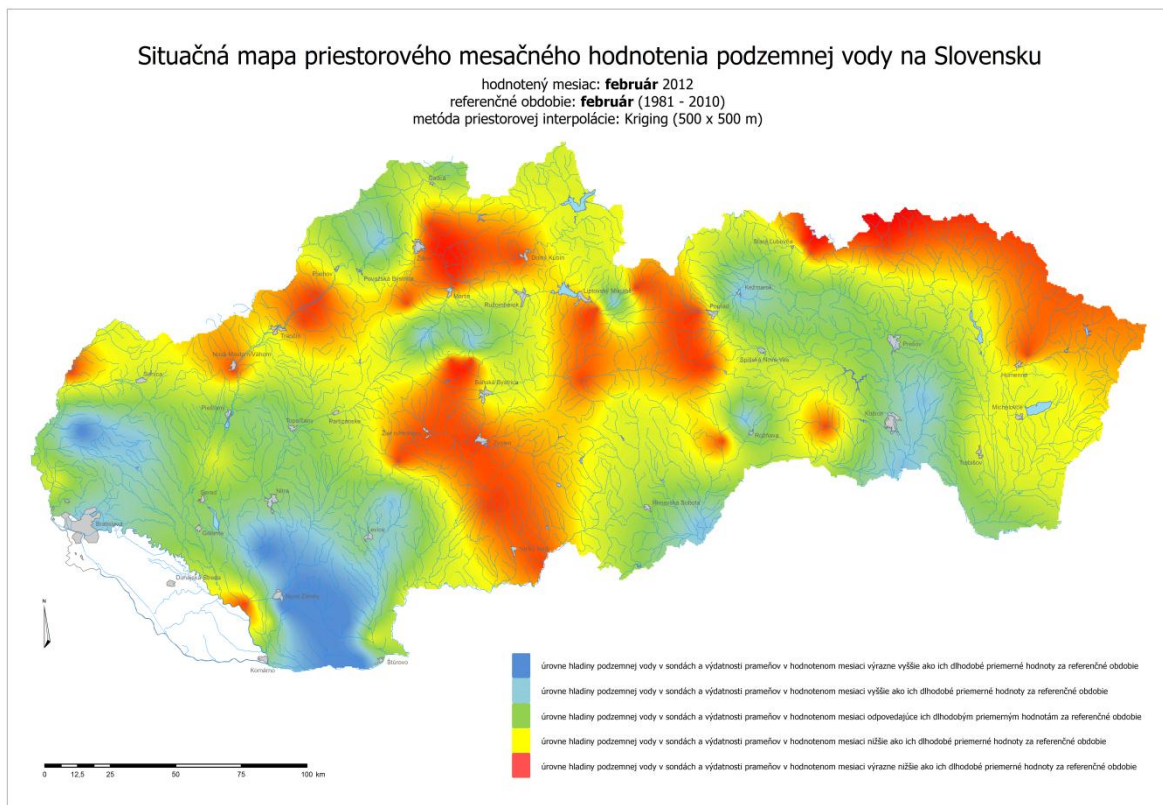 Situačná mapa priestorového mesačného hodnotenia podzemnej vody na Slovensku
hodnotený mesiac: február 2012
referenčné obdobie: február (1981 - 2010)
metóda priestorovej interpolácie: Kriging (500 x 500 m)
Čadca
Stará Ľubovňa
Dolný Kubín
Púchov
Považská Bystrica
Martin
Ružomberok
Liptovský Mikuláš
Kežmarok
Poprad
Trenčín
Prešov
Spišská Nová Ves
Nové Mesto n. Váhom
Humenné
Senica
Banská Bystrica
Michalovce
Piešťany
Topoľčany
Partizánske
Košice
Zvolen
Rožňava
Trebišov
Nitra
Rimavská Sobota
Bratislava
Galanta
Levice
Dunajská Streda
Nové Zámky
N
Komárno
Štúrovo
úrovne hladiny podzemnej vody v sondách a výdatnosti prameňov v hodnotenom mesiaci výrazne vyššie ako ich dlhodobé priemerné hodnoty za referenčné obdobie
úrovne hladiny podzemnej vody v sondách a výdatnosti prameňov v hodnotenom mesiaci vyššie ako ich dlhodobé priemerné hodnoty za referenčné obdobie
úrovne hladiny podzemnej vody v sondách a výdatnosti prameňov v hodnotenom mesiaci odpovedajúce ich dlhodobým priemerným hodnotám za referenčné obdobie
úrovne hladiny podzemnej vody v sondách a výdatnosti prameňov v hodnotenom mesiaci nižšie ako ich dlhodobé priemerné hodnoty za referenčné obdobie
úrovne hladiny podzemnej vody v sondách a výdatnosti prameňov v hodnotenom mesiaci výrazne nižšie ako ich dlhodobé priemerné hodnoty za referenčné obdobie
0 12,5 25 50 75 100 km